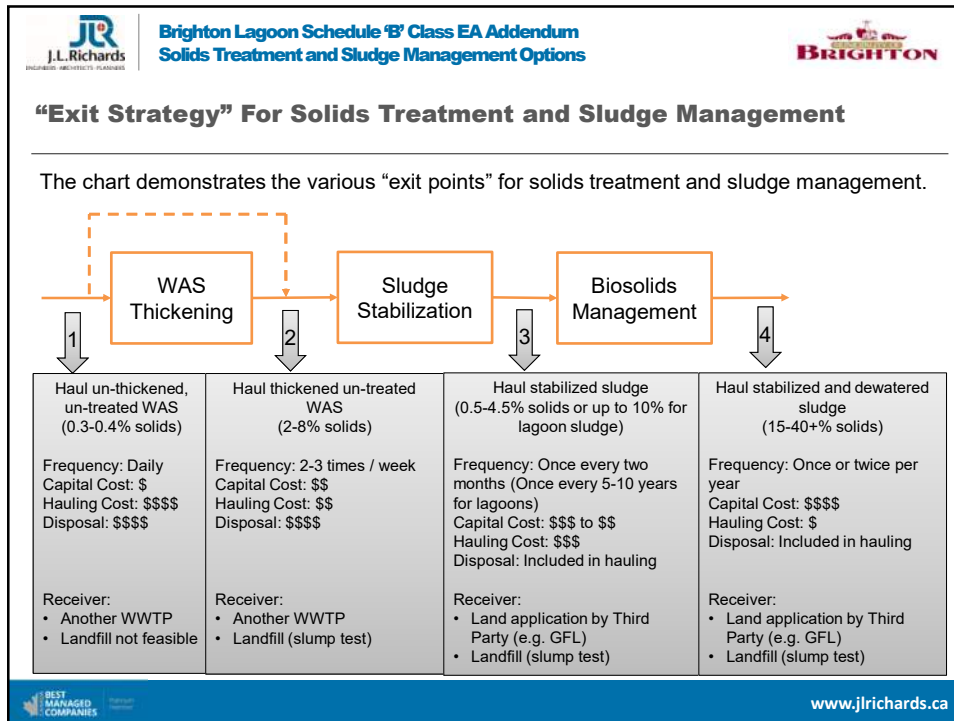 J.L.Richards
ENGINEERS · ARCHITECTS · PLANNERS
Brighton Lagoon Schedule ‘B’ Class EA Addendum
Solids Treatment and Sludge Management Options
MUNICIPALITY OF
BRIGHTON
“Exit Strategy” For Solids Treatment and Sludge Management
The chart demonstrates the various “exit points” for solids treatment and sludge management.
WAS
Thickening
Sludge
Stabilization
Biosolids
Management
1
2
3
4
Haul un-thickened,
un-treated WAS
(0.3-0.4% solids)
Frequency: Daily
Capital Cost: $
Hauling Cost: $$$$
Disposal: $$$$
Receiver:
• Another WWTP
• Landfill not feasible
Haul thickened un-treated
WAS
(2-8% solids)
Frequency: 2-3 times / week
Capital Cost: $$
Hauling Cost: $$
Disposal: $$$$
Receiver:
• Another WWTP
• Landfill (slump test)
Haul stabilized sludge
(0.5-4.5% solids or up to 10% for
lagoon sludge)
Frequency: Once every two
months (Once every 5-10 years
for lagoons)
Capital Cost: $$$ to $$
Hauling Cost: $$$
Disposal: Included in hauling
Receiver:
• Land application by Third
Party (e.g. GFL)
• Landfill (slump test)
Haul stabilized and dewatered
sludge
(15-40+% solids)
Frequency: Once or twice per
year
Capital Cost: $$$$
Hauling Cost: $
Disposal: Included in hauling
Receiver:
• Land application by Third
Party (e.g. GFL)
• Landfill (slump test)
BEST
MANAGED
COMPANIES
www.jlrichards.ca